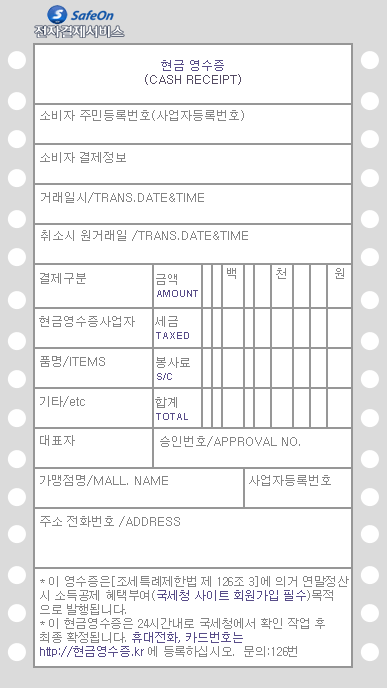 SafeOn
전자결제서비스
현금 영수증
(CASH RECEIPT)
소비자 주민등록번호(사업자등록번호)
소비자 결제정보
거래일시/TRANS.DATE&TIME
취소시 원거래일 /TRANS.DATE&TIME
결제구분 금액 백 천 원
AMOUNT
현금영수증사업자 세금
TAXED
품명/ITEMS 봉사료
S/C
기타/etc 합계
TOTAL
대표자 승인번호/APPROVAL NO.
가맹점명/MALL. NAME 사업자등록번호
주소 전화번호 /ADDRESS
* 이 영수증은[조세특례제한법 제 126조 3]에 의거 연말정산
시 소득공제 혜택부여(국세청 사이트 회원가입 필수)목적
으로 발행됩니다.
* 이 현금영수증은 24시간내로 국세청에서 확인 작업 후
최종 확정됩니다. 휴대전화, 카드번호는
http://현금영수증.kr 에 등록하십시오. 문의:126번